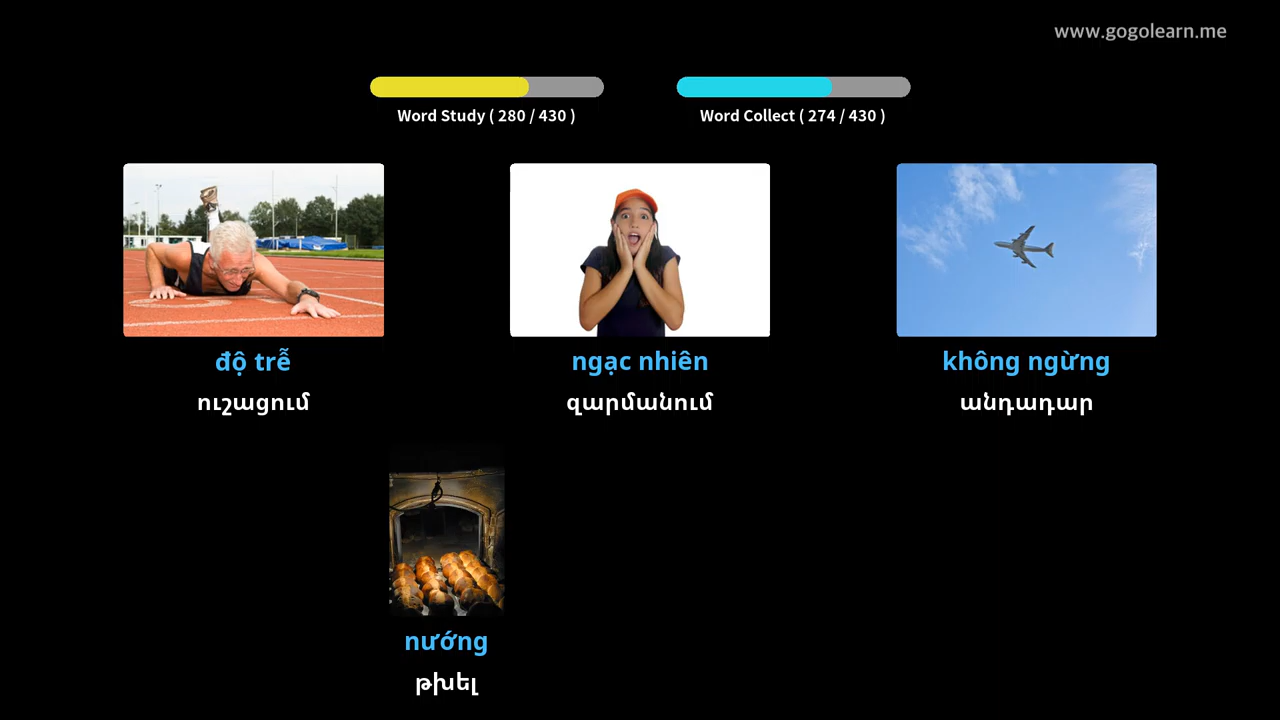 www.gogolearn.me
Word Study ( 280 / 430 )
Word Collect ( 274 / 430 )
độ trễ
ngạc nhiên
không ngừng
ուշացում
զարմանում
անդադար
nướng
թխել